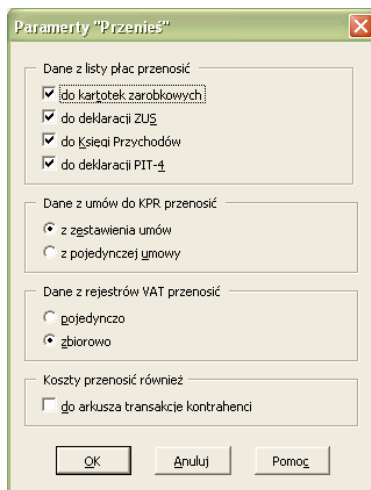 Paramerty "Przenieś"
Dane z listy płac przenosić
do kartotek zarobkowych
do deklaracji ZUS
do Księgi Przychodów
do deklaracji PIT-4
Dane z umów do KPR przenosić
z zestawienia umów
z pojedynczej umowy
Dane z rejestrów VAT przenosić
pojedynczo
zbiorowo
Koszty przenosić również
do arkusza transakcje kontrahenci
OK Anuluj Pomoc